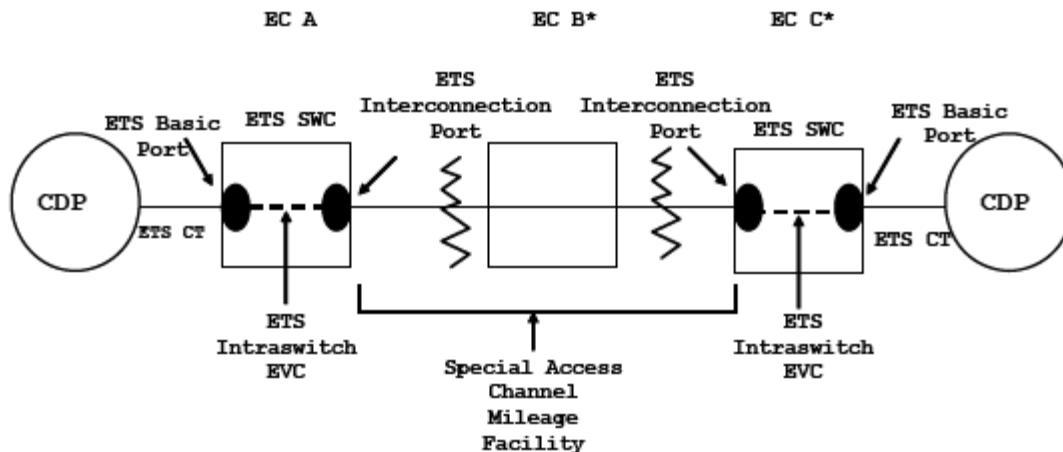 EC A
EC B*
EC C*
ETS
Interconnection
Port
ETS
Interconnection
Port
ETS Basic
Port
ETS SWC
ETS SWC
ETS Basic
Port
CDP
ETS CT
CDP
ETS CT
ETS
Intraswitch
EVC
ETS
Intraswitch
EVC
Special Access
Channel
Mileage
Facility